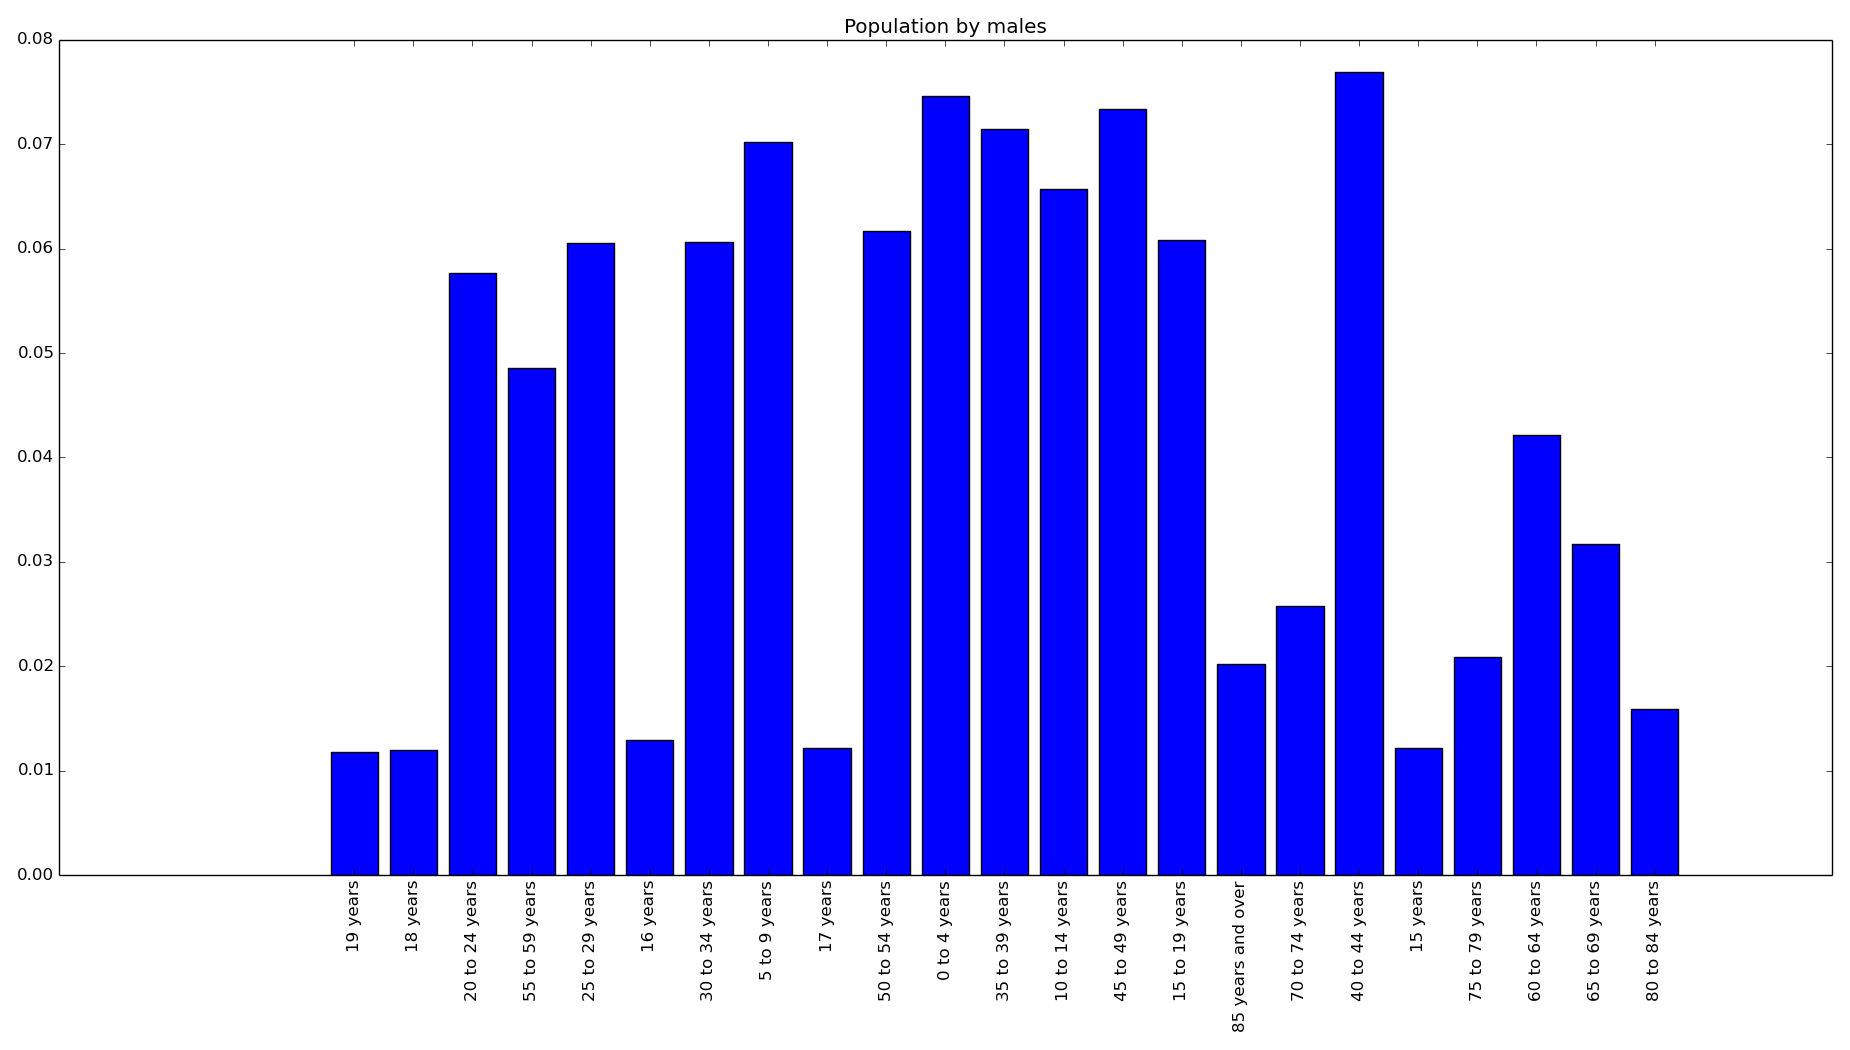 Population by males
0.08
0.07
0.06
0.05
0.04
0.03
0.02
0.01
0.00
19 years
18 years
20 to 24 years
55 to 59 years
25 to 29 years
16 years
30 to 34 years
5 to 9 years
17 years
50 to 54 years
0 to 4 years
35 to 39 years
10 to 14 years
45 to 49 years
15 to 19 years
85 years and over
70 to 74 years
40 to 44 years
15 years
75 to 79 years
60 to 64 years
65 to 69 years
80 to 84 years